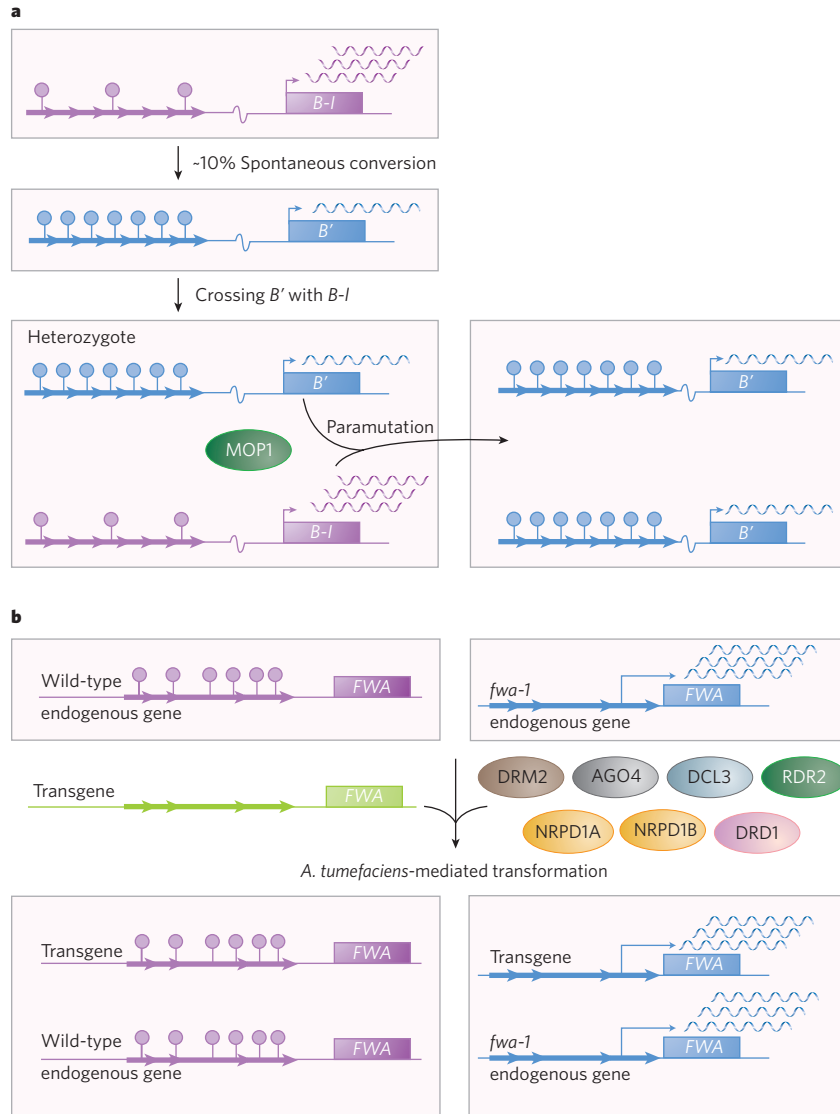 a
B-I
~10% Spontaneous conversion
B'
Crossing B' with B-I
Heterozygote
B'
B'
Paramutation
MOP1
B-I
B'
b
Wild-type
endogenous gene
FWA
fwa-1
endogenous gene
FWA
Transgene
FWA
DRM2
AGO4
DCL3
RDR2
NRPD1A
NRPD1B
DRD1
A. tumefaciens-mediated transformation
Transgene
FWA
Transgene
FWA
Wild-type
endogenous gene
FWA
fwa-1
endogenous gene
FWA